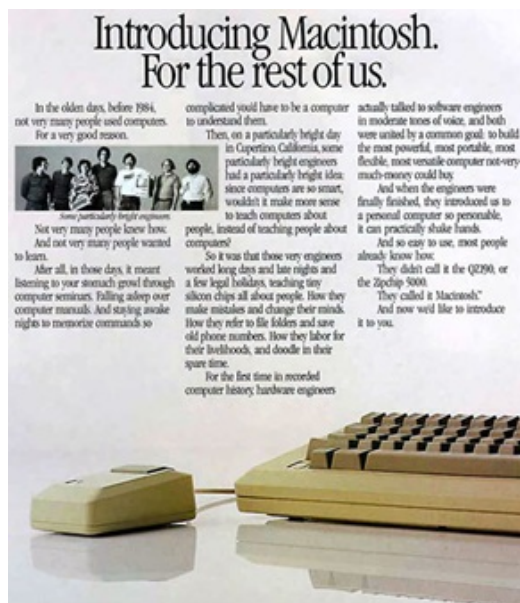 Introducing Macintosh.
For the rest of us.
In the olden days, before 1984,
not very many people used computers.
For a very good reason.
Some particularly bright engineers.
Not very many people knew how.
And not very many people wanted
to learn.
After all, in those days, it meant
listening to your stomach growl through
computer seminars. Falling asleep over
computer manuals. And staying awake
nights to memorize commands so
complicated you'd have to be a computer
to understand them.
Then, on a particularly bright day
in Cupertino, California, some
particularly bright engineers
had a particularly bright idea:
since computers are so smart,
wouldn't it make more sense
to teach computers about
people, instead of teaching people about
computers?
So it was that those very engineers
worked long days and late nights and
a few legal holidays, teaching tiny
silicon chips all about people. How they
make mistakes and change their minds.
How they refer to file folders and save
old phone numbers. How they labor for
their livelihoods, and doodle in their
spare time.
For the first time in recorded
computer history, hardware engineers
actually talked to software engineers
in moderate tones of voice, and both
were united by a common goal: to build
the most powerful, most portable, most
flexible, most versatile computer not-very-
much-money could buy.
And when the engineers were
finally finished, they introduced us to
a personal computer so personable,
it can practically shake hands.
And so easy to use, most people
already know how.
They didn't call it the QZ190, or
the Zipchip 5000.
They called it Macintosh.™
And now we'd like to introduce
it to you.